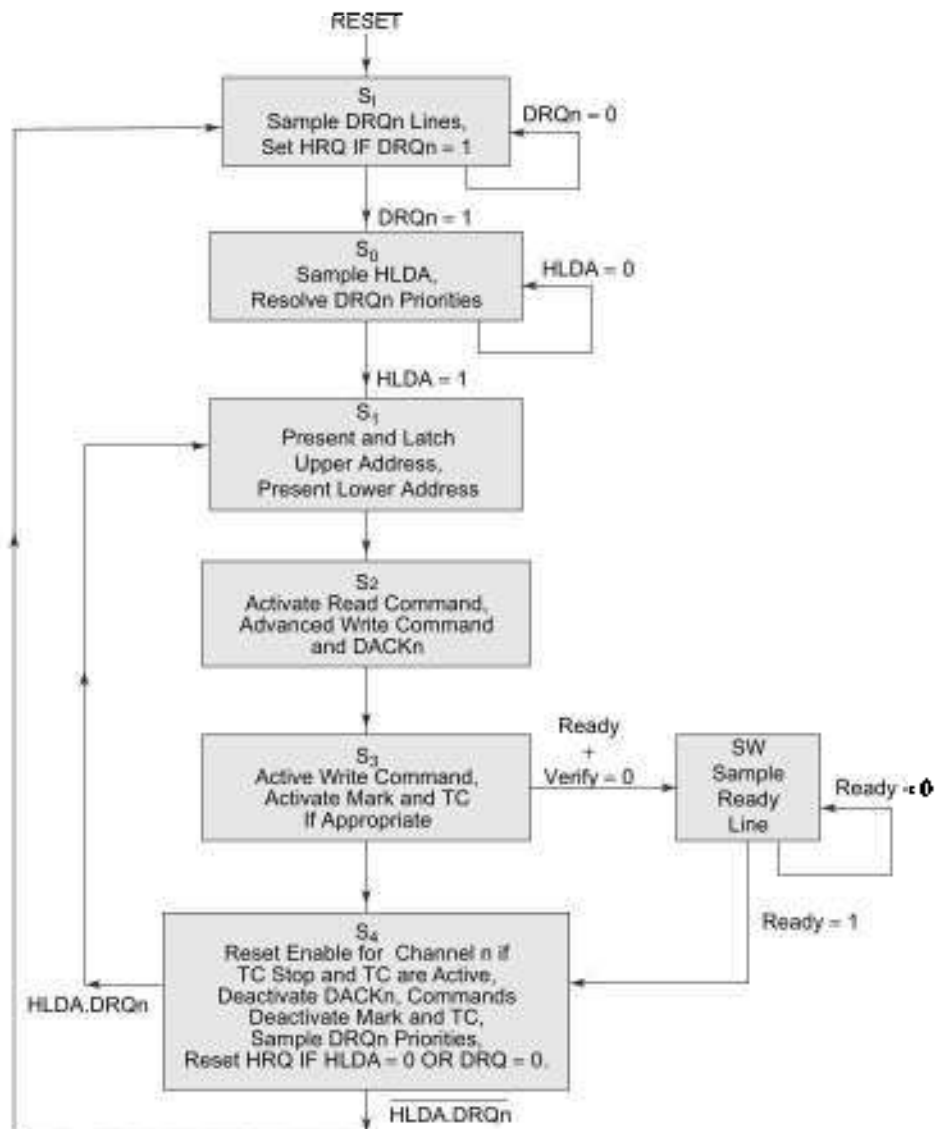 RESET
S₁
Sample DRQn Lines,
Set HRQ IF DRQn = 1
DRQn = 0
DRQn = 1
S₀
Sample HLDA,
Resolve DRQn Priorities
HLDA = 0
HLDA = 1
S₁
Present and Latch
Upper Address,
Present Lower Address
S₂
Activate Read Command,
Advanced Write Command
and DACKn
S₃
Active Write Command,
Activate Mark and TC
If Appropriate
Ready
+
Verify = 0
SW
Sample
Ready
Line
Ready = 0
Ready = 1
S₄
Reset Enable for Channel n if
TC Stop and TC are Active,
Deactivate DACKn, Commands
Deactivate Mark and TC,
Sample DRQn Priorities,
Reset HRQ IF HLDA = 0 OR DRQ = 0.
HLDA.DRQn
HLDA.DRQn